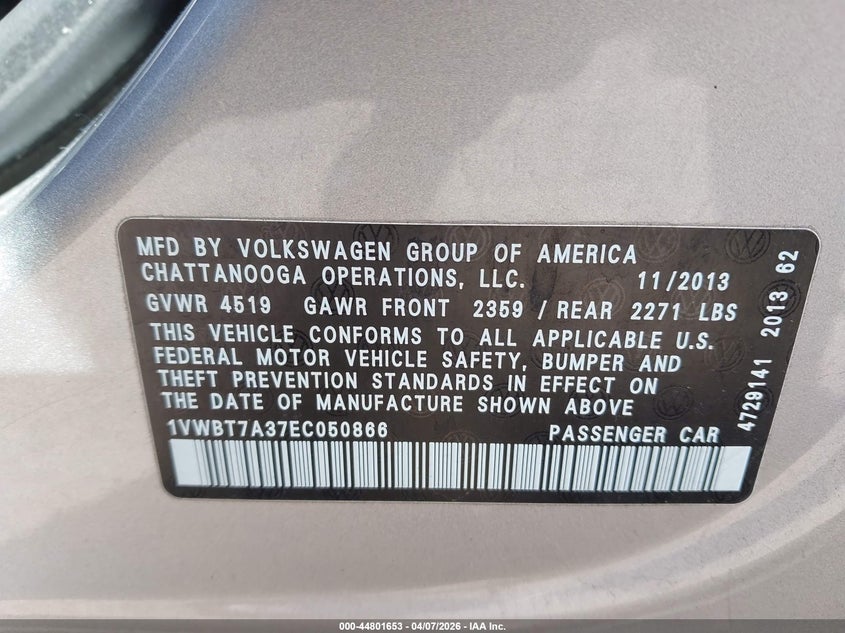 MFD BY VOLKSWAGEN GROUP OF AMERICA
CHATTANOOGA OPERATIONS, LLC. 11/2013
GVWR 4519 GAWR FRONT 2359 / REAR 2271 LBS
THIS VEHICLE CONFORMS TO ALL APPLICABLE U.S.
FEDERAL MOTOR VEHICLE SAFETY, BUMPER AND
THEFT PREVENTION STANDARDS IN EFFECT ON
THE DATE OF MANUFACTURE SHOWN ABOVE
1VWBT7A37EC050866 PASSENGER CAR
4729141 2013 62
000-44801653 - 04/07/2026 - IAA Inc.